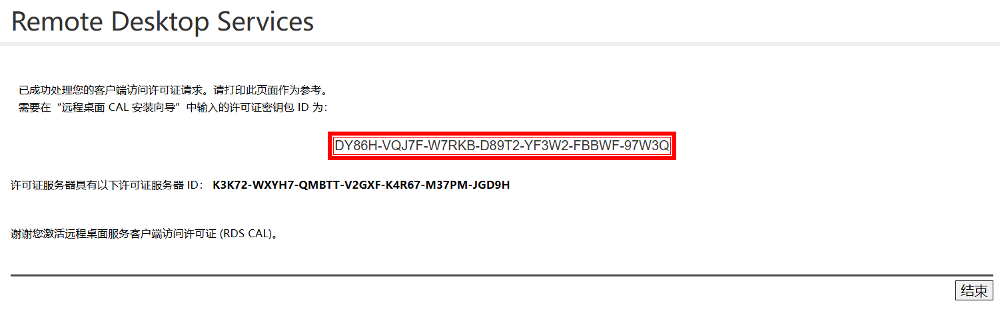 Remote Desktop Services
已成功处理您的客户端访问许可证请求。请打印此页面作为参考。
需要在“远程桌面 CAL 安装向导”中输入的许可证密钥包 ID 为：
DY86H-VQJ7F-W7RKB-D89T2-YF3W2-FBBWF-97W3Q
许可证服务器具有以下许可证服务器 ID： K3K72-WXYH7-QMBTT-V2GXF-K4R67-M37PM-JGD9H
谢谢您激活远程桌面服务客户端访问许可证 (RDS CAL)。
结束